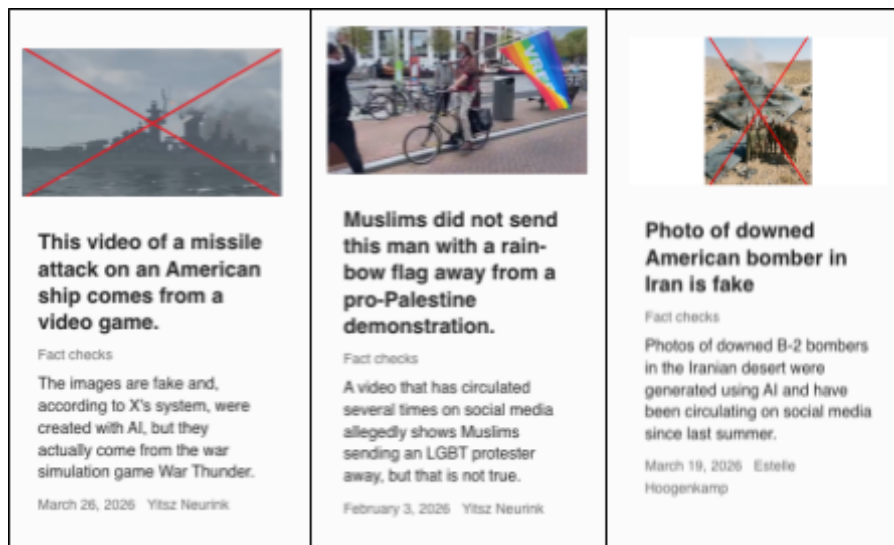 This video of a missile
attack on an American
ship comes from a
video game.
Fact checks
The images are fake and,
according to X's system, were
created with AI, but they
actually come from the war
simulation game War Thunder.
March 26, 2026 Yitsz Neurink
Muslims did not send
this man with a rain-
bow flag away from a
pro-Palestine
demonstration.
Fact checks
A video that has circulated
several times on social media
allegedly shows Muslims
sending an LGBT protester
away, but that is not true.
February 3, 2026 Yitsz Neurink
Photo of downed
American bomber in
Iran is fake
Fact checks
Photos of downed B-2 bombers
in the Iranian desert were
generated using AI and have
been circulating on social media
since last summer.
March 19, 2026 Estelle
Hoogenkamp